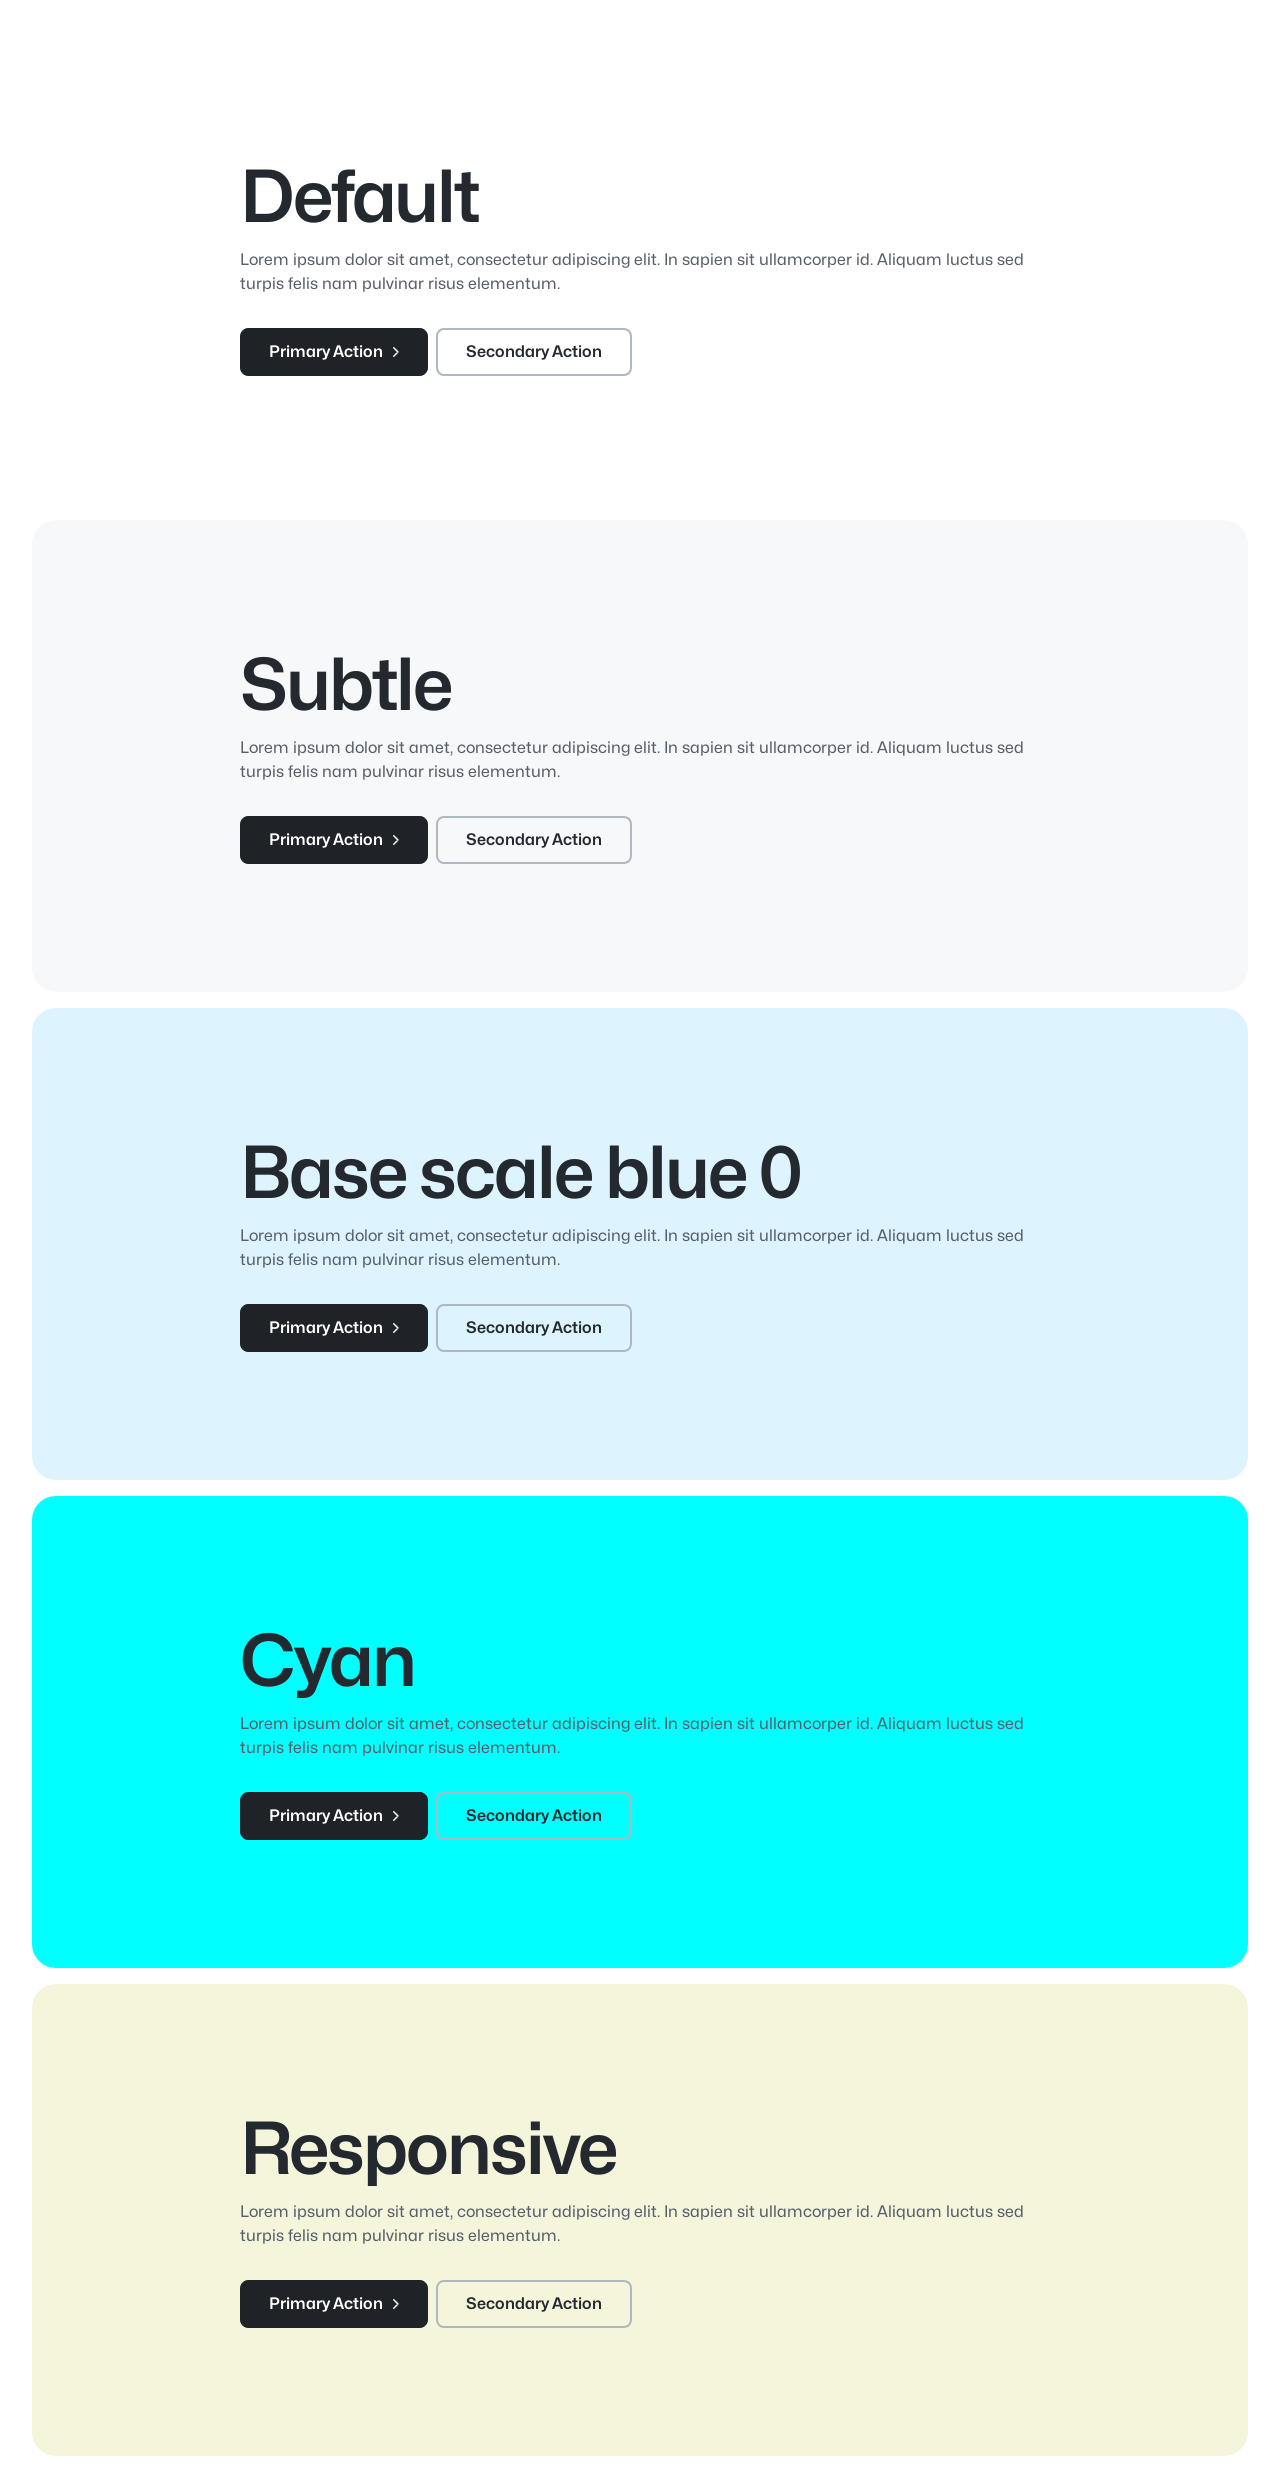 Default
Lorem ipsum dolor sit amet, consectetur adipiscing elit. In sapien sit ullamcorper id. Aliquam luctus sed
turpis felis nam pulvinar risus elementum.
Primary Action
Secondary Action
Subtle
Lorem ipsum dolor sit amet, consectetur adipiscing elit. In sapien sit ullamcorper id. Aliquam luctus sed
turpis felis nam pulvinar risus elementum.
Primary Action
Secondary Action
Base scale blue 0
Lorem ipsum dolor sit amet, consectetur adipiscing elit. In sapien sit ullamcorper id. Aliquam luctus sed
turpis felis nam pulvinar risus elementum.
Primary Action
Secondary Action
Cyan
Lorem ipsum dolor sit amet, consectetur adipiscing elit. In sapien sit ullamcorper id. Aliquam luctus sed
turpis felis nam pulvinar risus elementum.
Primary Action
Secondary Action
Responsive
Lorem ipsum dolor sit amet, consectetur adipiscing elit. In sapien sit ullamcorper id. Aliquam luctus sed
turpis felis nam pulvinar risus elementum.
Primary Action
Secondary Action